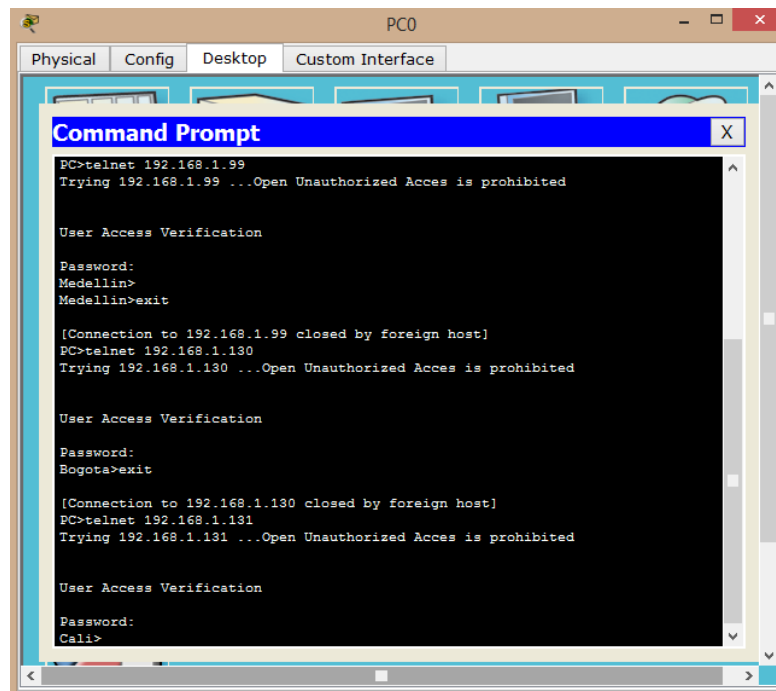 PC0
Physical Config Desktop Custom Interface
Command Prompt
X
PC>telnet 192.168.1.99
Trying 192.168.1.99 ...Open Unauthorized Acces is prohibited
User Access Verification
Password:
Medellin>
Medellin>exit
[Connection to 192.168.1.99 closed by foreign host]
PC>telnet 192.168.1.130
Trying 192.168.1.130 ...Open Unauthorized Acces is prohibited
User Access Verification
Password:
Bogota>exit
[Connection to 192.168.1.130 closed by foreign host]
PC>telnet 192.168.1.131
Trying 192.168.1.131 ...Open Unauthorized Acces is prohibited
User Access Verification
Password:
Cali>